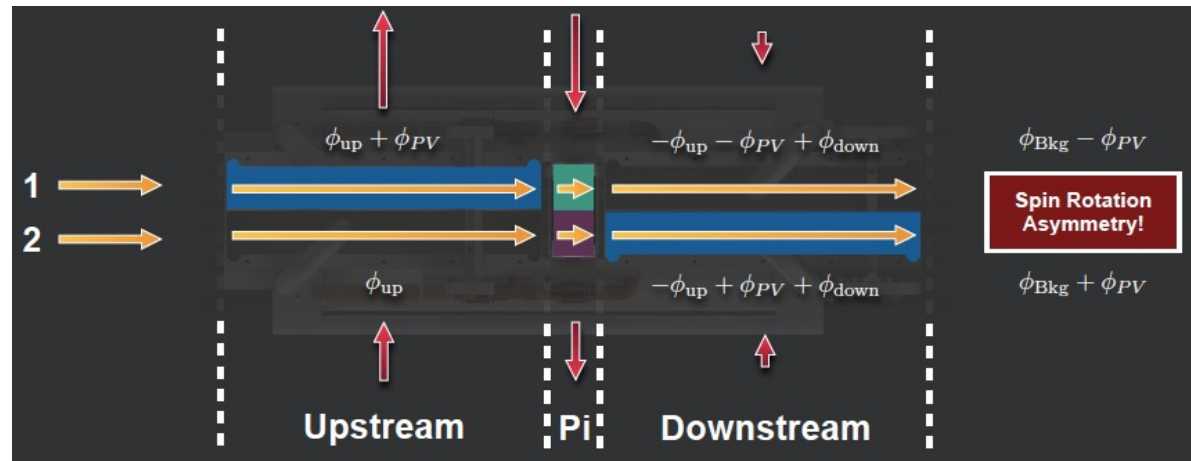 ϕ_up + ϕ_PV
−ϕ_up − ϕ_PV + ϕ_down
ϕ_Bkg − ϕ_PV
1
2
Spin Rotation
Asymmetry!
ϕ_up
−ϕ_up + ϕ_PV + ϕ_down
ϕ_Bkg + ϕ_PV
Upstream
Pi
Downstream